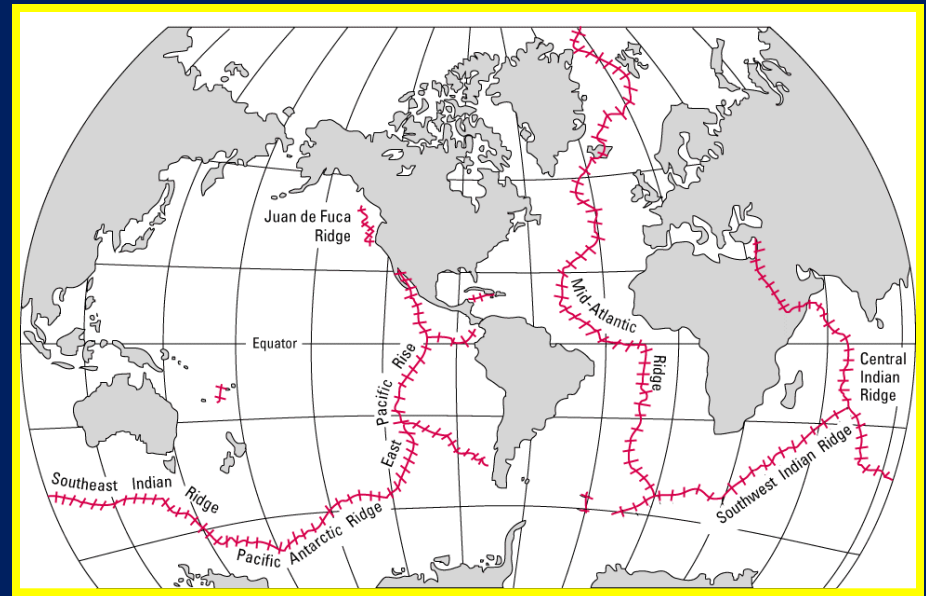 Juan de Fuca
Ridge
Mid-Atlantic
Ridge
Equator
Central
Indian
Ridge
East Pacific Rise
Southwest Indian Ridge
Southeast Indian Ridge
Pacific Antarctic Ridge